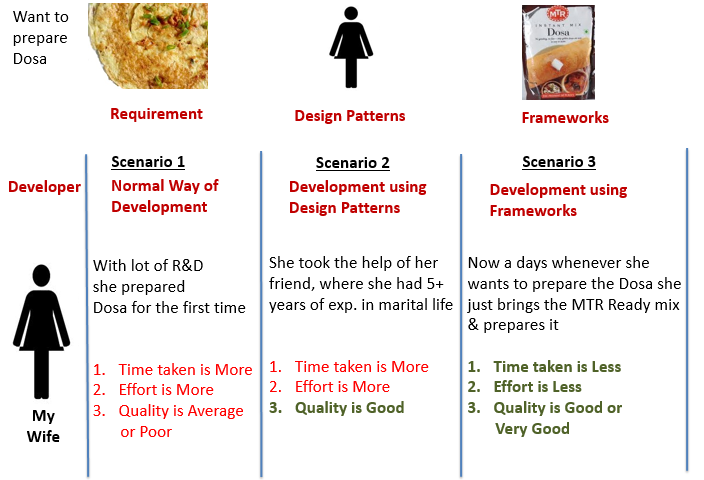 Want to
prepare
Dosa
MTR
INSTANT MIX
Dosa
Requirement
Design Patterns
Frameworks
Developer
Scenario 1
Normal Way of
Development
With lot of R&D
she prepared
Dosa for the first time
1. Time taken is More
2. Effort is More
3. Quality is Average
or Poor
Scenario 2
Development using
Design Patterns
She took the help of her
friend, where she had 5+
years of exp. in marital life
1. Time taken is More
2. Effort is More
3. Quality is Good
Scenario 3
Development using
Frameworks
Now a days whenever she
wants to prepare the Dosa she
just brings the MTR Ready mix
& prepares it
1. Time taken is Less
2. Effort is Less
3. Quality is Good or
Very Good
My
Wife